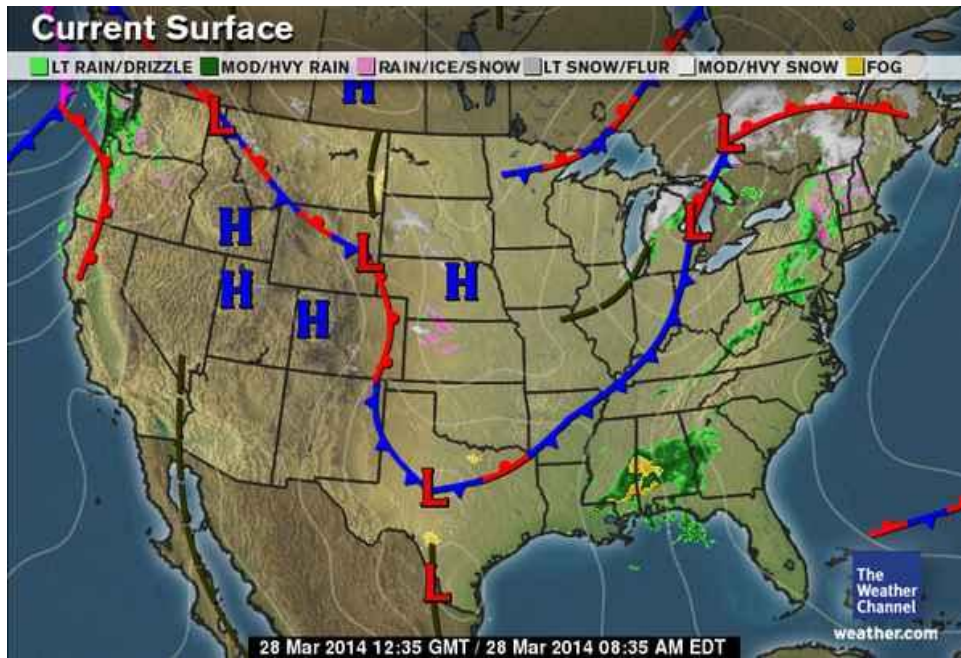 Current Surface
LT RAIN/DRIZZLE MOD/HVY RAIN RAIN/ICE/SNOW LT SNOW/FLUR MOD/HVY SNOW FOG
H
L
L
H
L
L
H
H
H
L
L
The
Weather
Channel
weather.com
28 Mar 2014 12:35 GMT / 28 Mar 2014 08:35 AM EDT